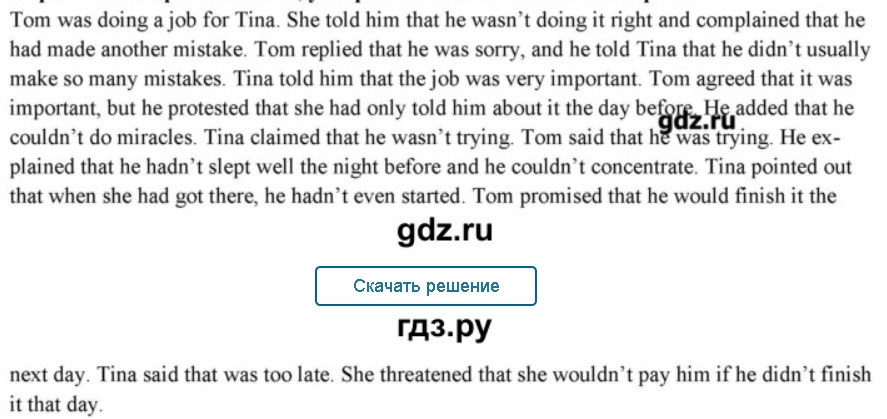 Tom was doing a job for Tina. She told him that he wasn't doing it right and complained that he
had made another mistake. Tom replied that he was sorry, and he told Tina that he didn't usually
make so many mistakes. Tina told him that the job was very important. Tom agreed that it was
important, but he protested that she had only told him about it the day before. He added that he
gdz.ru
couldn't do miracles. Tina claimed that he wasn't trying. Tom said that he was trying. He ex-
plained that he hadn't slept well the night before and he couldn't concentrate. Tina pointed out
that when she had got there, he hadn't even started. Tom promised that he would finish it the
gdz.ru
Скачать решение
гдз.ру
next day. Tina said that was too late. She threatened that she wouldn't pay him if he didn't finish
it that day.